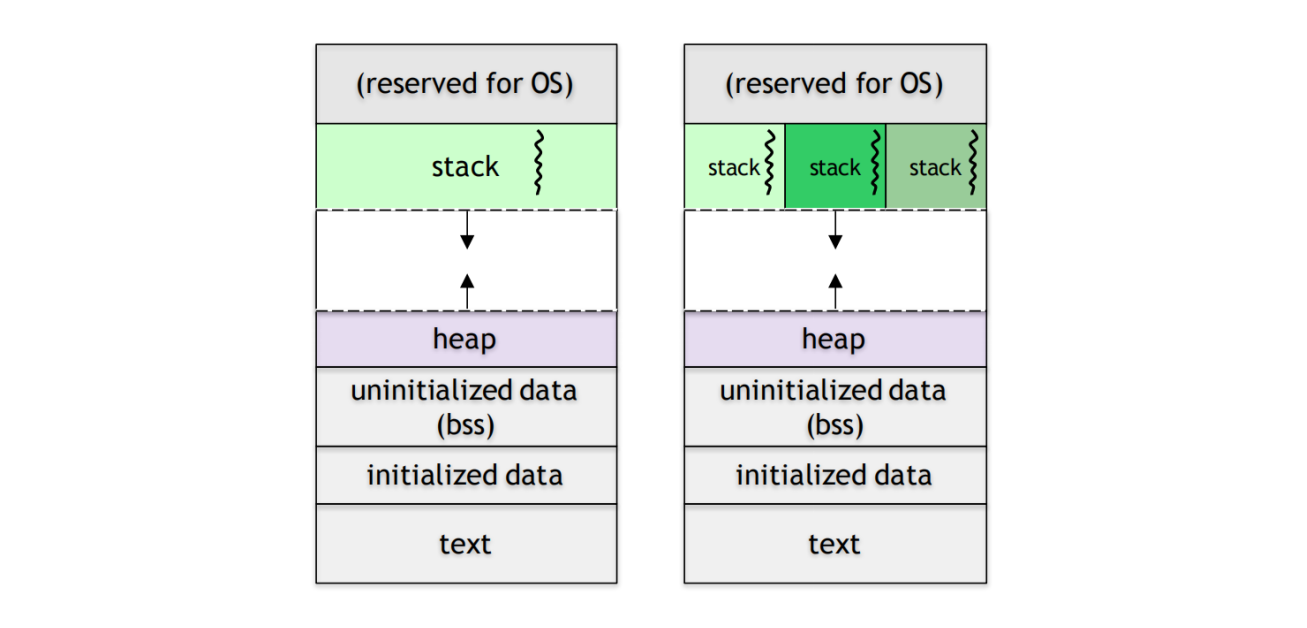 (reserved for OS)
stack
heap
uninitialized data
(bss)
initialized data
text
(reserved for OS)
stack stack stack
heap
uninitialized data
(bss)
initialized data
text